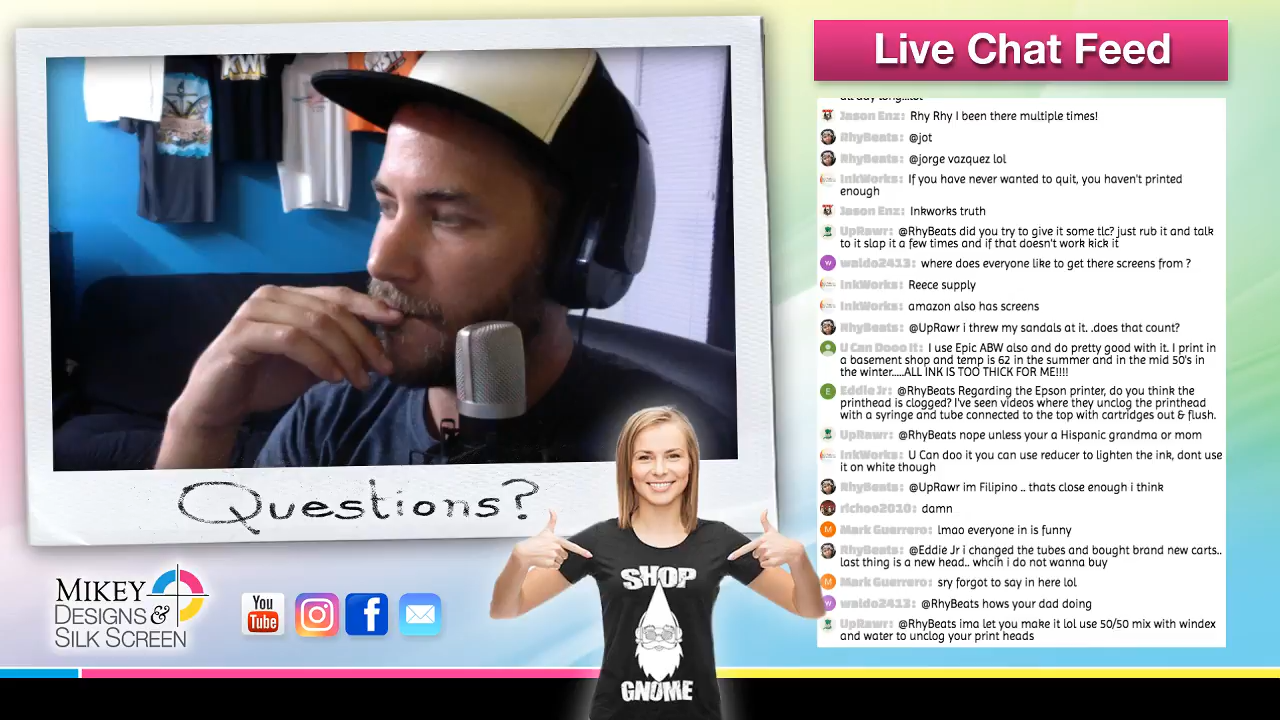 Live Chat Feed
all day long...lol
Jason Enz: Rhy Rhy I been there multiple times!
RhyBeats: @jot
RhyBeats: @jorge vazquez lol
InkWorks: If you have never wanted to quit, you haven't printed
enough
Jason Enz: Inkworks truth
UpRawr: @RhyBeats did you try to give it some tlc? just rub it and talk
to it slap it a few times and if that doesn't work kick it
W waldo2413: where does everyone like to get there screens from ?
InkWorks: Reece supply
InkWorks: amazon also has screens
RhyBeats: @UpRawr i threw my sandals at it. .does that count?
U Can Dooo It: I use Epic ABW also and do pretty good with it. I print in
a basement shop and temp is 62 in the summer and in the mid 50's in
the winter.....ALL INK IS TOO THICK FOR ME!!!!
E Eddie Jr: @RhyBeats Regarding the Epson printer, do you think the
printhead is clogged? I've seen videos where they unclog the printhead
with a syringe and tube connected to the top with cartridges out & flush.
UpRawr: @RhyBeats nope unless your a Hispanic grandma or mom
InkWorks: U Can doo it you can use reducer to lighten the ink, dont use
it on white though
RhyBeats: @UpRawr im Filipino .. thats close enough i think
richoo2010: damn
M Mark Guerrero: lmao everyone in is funny
RhyBeats: @Eddie Jr i changed the tubes and bought brand new carts..
last thing is a new head.. whcih i do not wanna buy
M Mark Guerrero: sry forgot to say in here lol
W waldo2413: @RhyBeats hows your dad doing
UpRawr: @RhyBeats ima let you make it lol use 50/50 mix with windex
and water to unclog your print heads
KWI
Questions?
MIKEY
DESIGNS &
SILK SCREEN
You
Tube
SHOP
GNOME